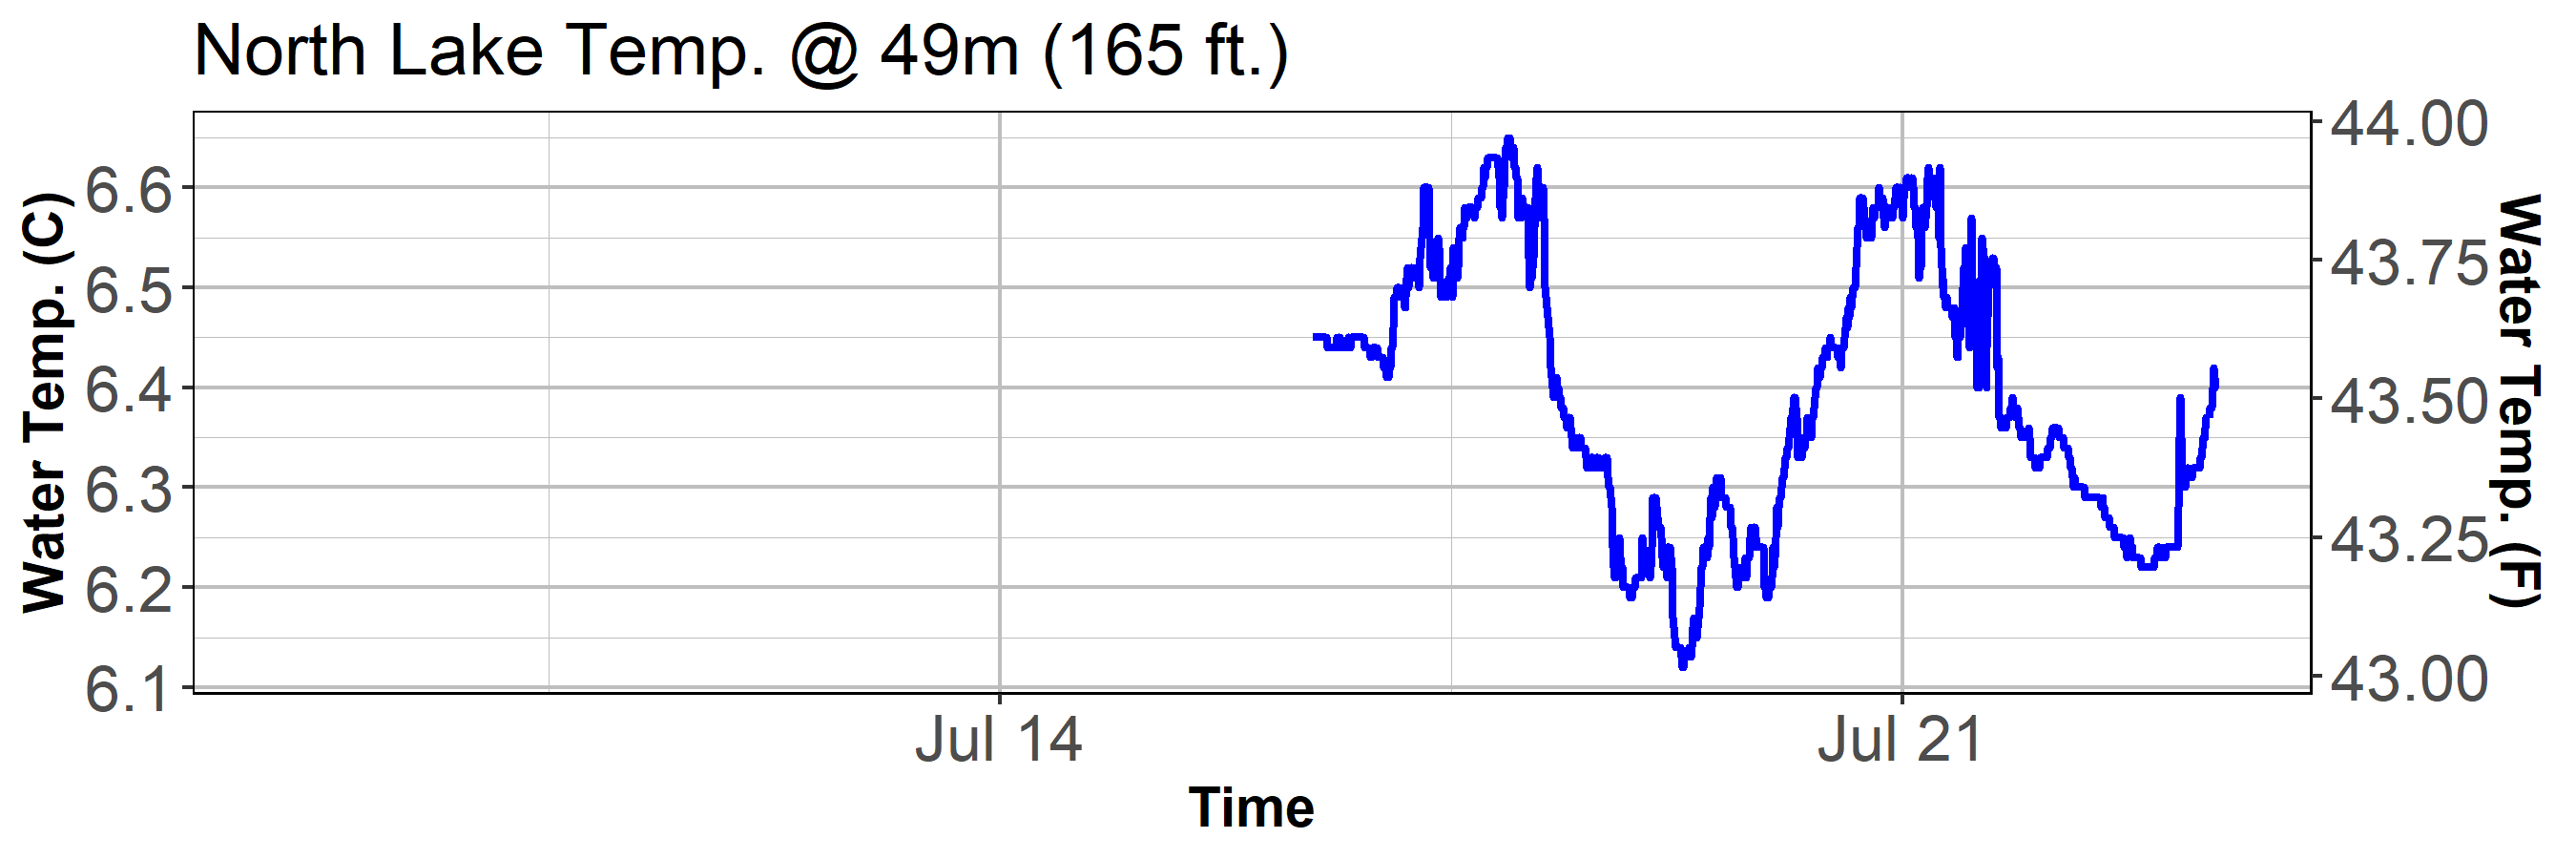 North Lake Temp. @ 49m (165 ft.)
Water Temp. (C)
6.6
6.5
6.4
6.3
6.2
6.1
44.00
43.75
43.50
43.25
43.00
Water Temp. (F)
Jul 14
Jul 21
Time